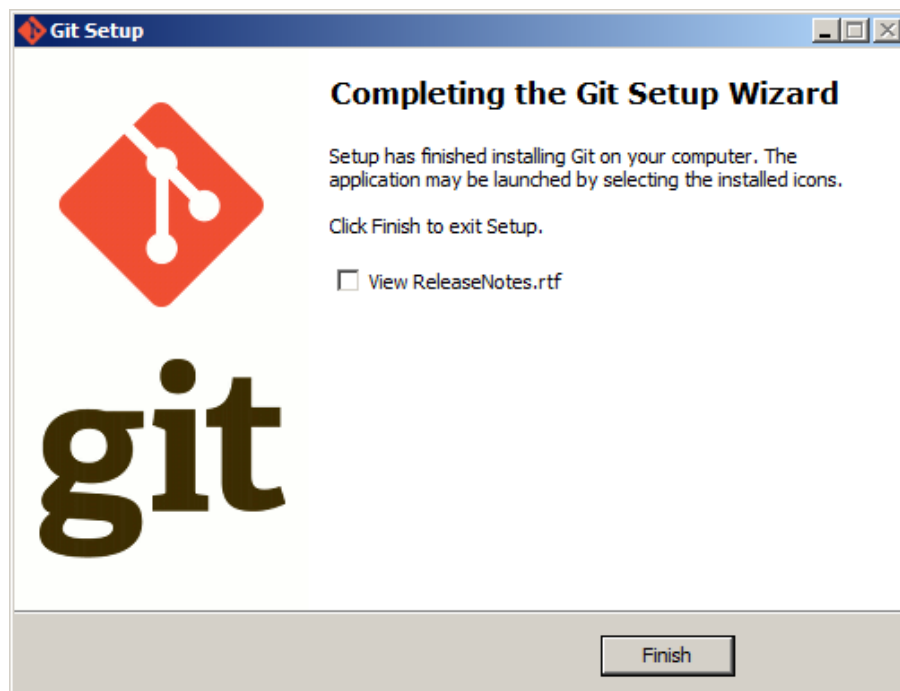 Git Setup
Completing the Git Setup Wizard
Setup has finished installing Git on your computer. The
application may be launched by selecting the installed icons.
Click Finish to exit Setup.
View ReleaseNotes.rtf
git
Finish